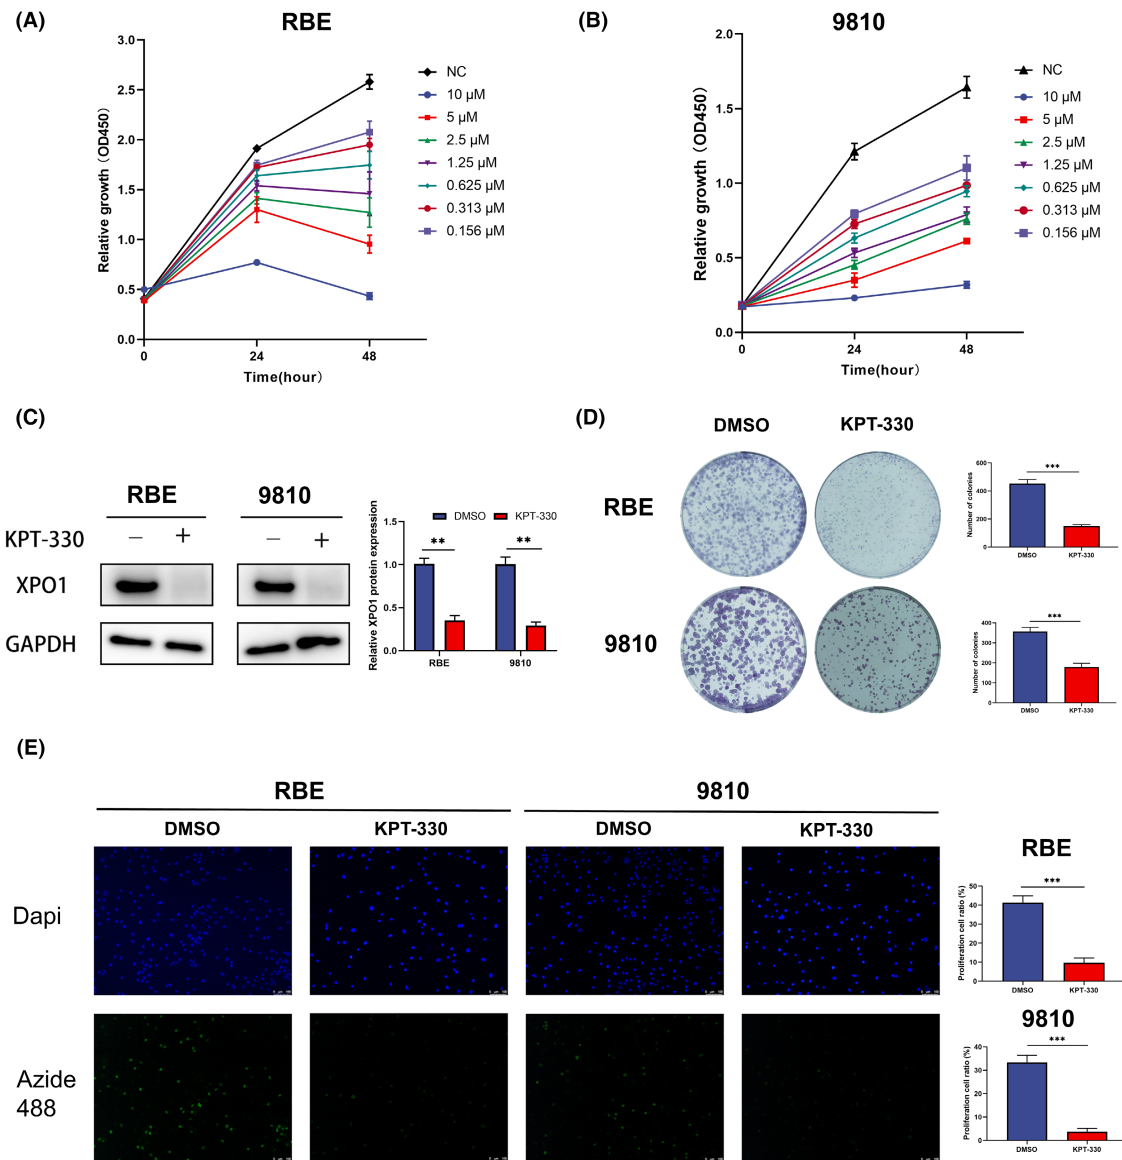 (A)
RBE
3.0
2.5
2.0
1.5
1.0
0.5
0.0
0
24
48
Relative growth (OD450)
Time(hour)
NC
10 μM
5 μM
2.5 μM
1.25 μM
0.625 μM
0.313 μM
0.156 μM
(B)
9810
2.0
1.5
1.0
0.5
0.0
0
24
48
Relative growth (OD450)
Time(hour)
NC
10 μM
5 μM
2.5 μM
1.25 μM
0.625 μM
0.313 μM
0.156 μM
(C)
RBE
9810
KPT-330
− + − +
XPO1
GAPDH
DMSO KPT-330
Relative XPO1 protein expression
1.5
1.0
0.5
0.0
** **
RBE 9810
(D)
DMSO KPT-330
RBE
9810
Number of colonies
600
400
200
0
***
DMSO KPT-330
Number of colonies
400
300
200
100
0
***
DMSO KPT-330
(E)
RBE
9810
DMSO KPT-330 DMSO KPT-330
Dapi
Azide
488
RBE
Proliferation cell ratio (%)
50
40
30
20
10
0
***
DMSO KPT-330
9810
Proliferation cell ratio (%)
40
30
20
10
0
***
DMSO KPT-330